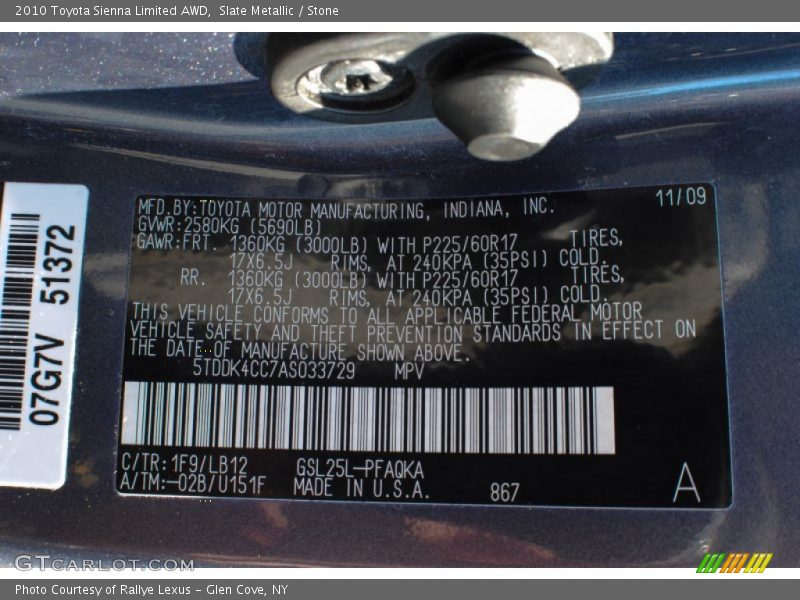 2010 Toyota Sienna Limited AWD, Slate Metallic / Stone
07G7V 51372
MFD.BY:TOYOTA MOTOR MANUFACTURING, INDIANA, INC. 11/09
GVWR:2580KG (5690LB)
GAWR:FRT. 1360KG (3000LB) WITH P225/60R17 TIRES,
17X6.5J RIMS, AT 240KPA (35PSI) COLD.
RR. 1360KG (3000LB) WITH P225/60R17 TIRES,
17X6.5J RIMS, AT 240KPA (35PSI) COLD.
THIS VEHICLE CONFORMS TO ALL APPLICABLE FEDERAL MOTOR
VEHICLE SAFETY AND THEFT PREVENTION STANDARDS IN EFFECT ON
THE DATE OF MANUFACTURE SHOWN ABOVE.
5TDDK4CC7AS033729 MPV
C/TR:1F9/LB12 GSL25L-PFAQKA
A/TM:-02B/U151F MADE IN U.S.A. 867 A
GTCARLOT.COM
Photo Courtesy of Rallye Lexus - Glen Cove, NY